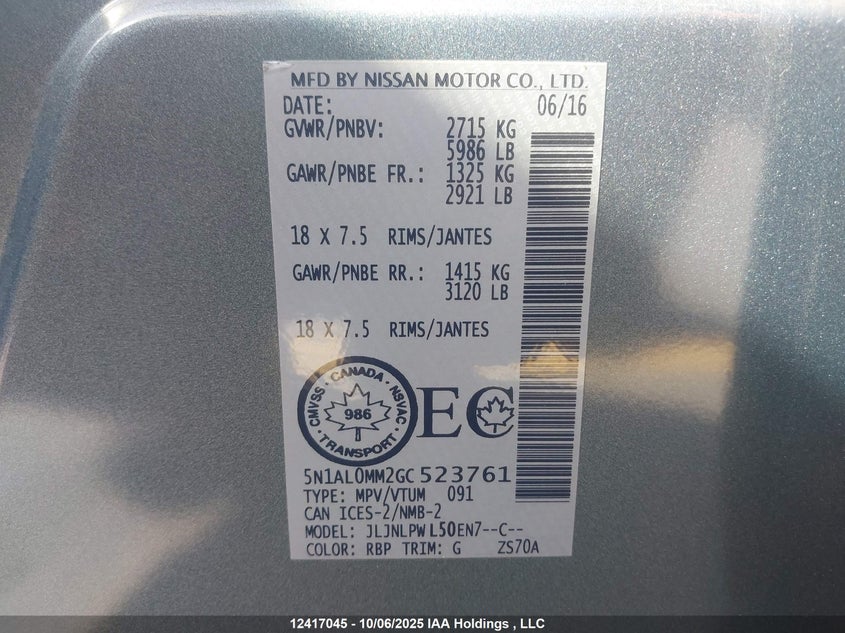 MFD BY NISSAN MOTOR CO., LTD.
DATE: 06/16
GVWR/PNBV: 2715 KG
5986 LB
GAWR/PNBE FR.: 1325 KG
2921 LB
18 X 7.5 RIMS/JANTES
GAWR/PNBE RR.: 1415 KG
3120 LB
18 X 7.5 RIMS/JANTES
CMVSS · CANADA · NSVAC · TRANSPORT ·
986
EC
5N1AL0MM2GC523761
TYPE: MPV/VTUM 091
CAN ICES-2/NMB-2
MODEL: JLJNLPW L50EN7--C--
COLOR: RBP TRIM: G ZS70A
12417045 - 10/06/2025 IAA Holdings , LLC